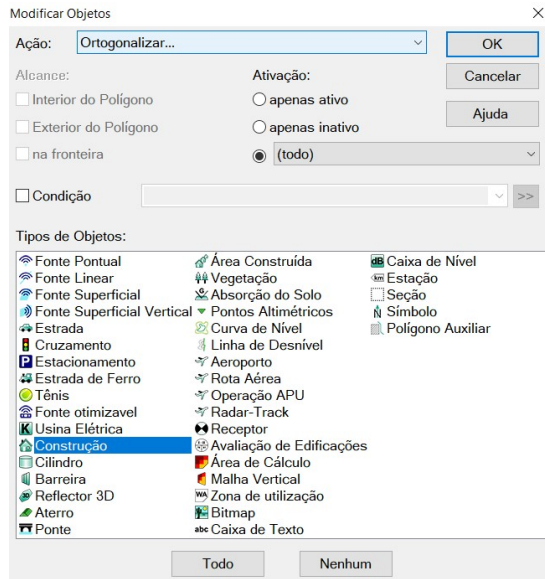 Modificar Objetos
Ação:
Ortogonalizar...
OK
Alcance:
Ativação:
Cancelar
Interior do Polígono
apenas ativo
Ajuda
Exterior do Polígono
apenas inativo
na fronteira
(todo)
Condição
>>
Tipos de Objetos:
Fonte Pontual
Fonte Linear
Fonte Superficial
Fonte Superficial Vertical
Estrada
Cruzamento
Estacionamento
Estrada de Ferro
Tênis
Fonte otimizavel
Usina Elétrica
Construção
Cilindro
Barreira
Reflector 3D
Aterro
Ponte
Área Construída
Vegetação
Absorção do Solo
Pontos Altimétricos
Curva de Nível
Linha de Desnível
Aeroporto
Rota Aérea
Operação APU
Radar-Track
Receptor
Avaliação de Edificações
Área de Cálculo
Malha Vertical
Zona de utilização
Bitmap
abc Caixa de Texto
dB Caixa de Nível
km Estação
Seção
Símbolo
Polígono Auxiliar
Todo
Nenhum